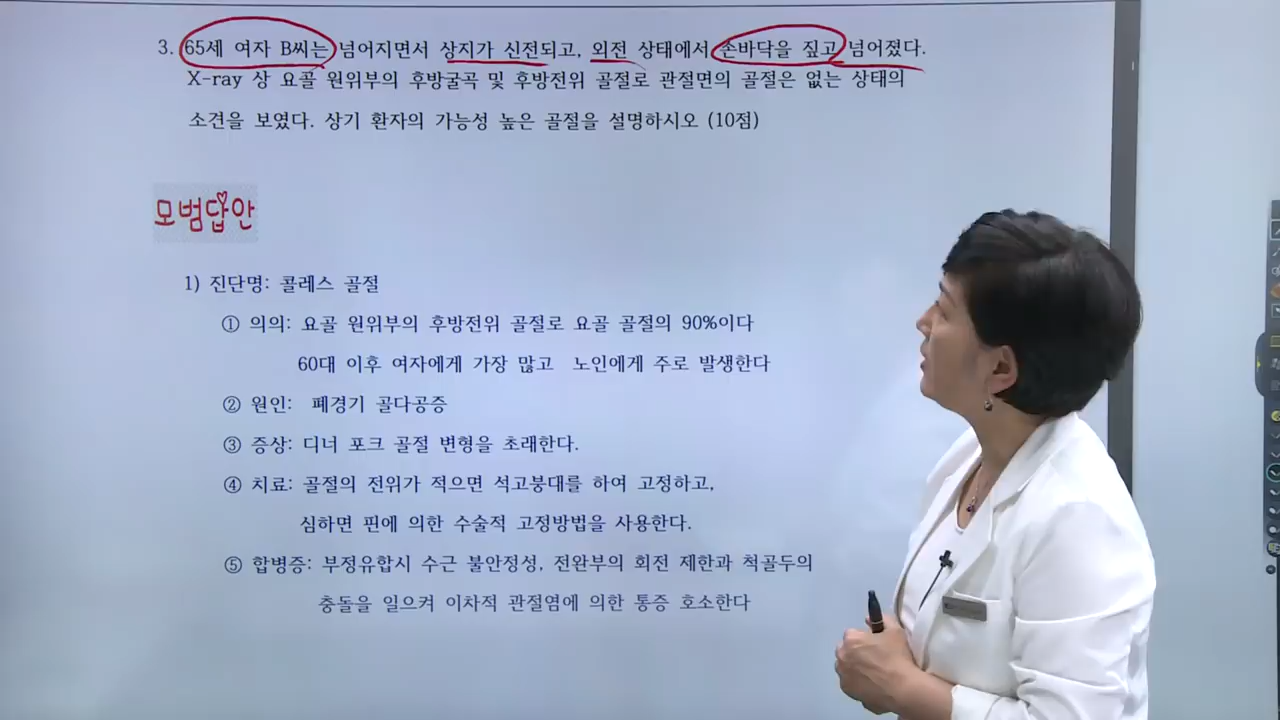 3. 65세 여자 B씨는 넘어지면서 상지가 신전되고, 외전 상태에서 손바닥을 짚고 넘어졌다.
X-ray 상 요골 원위부의 후방굴곡 및 후방전위 골절로 관절면의 골절은 없는 상태의
소견을 보였다. 상기 환자의 가능성 높은 골절을 설명하시오 (10점)
모범답안
1) 진단명: 콜레스 골절
① 의의: 요골 원위부의 후방전위 골절로 요골 골절의 90%이다
60대 이후 여자에게 가장 많고 노인에게 주로 발생한다
② 원인: 폐경기 골다공증
③ 증상: 디너 포크 골절 변형을 초래한다.
④ 치료: 골절의 전위가 적으면 석고붕대를 하여 고정하고,
심하면 핀에 의한 수술적 고정방법을 사용한다.
⑤ 합병증: 부정유합시 수근 불안정성, 전완부의 회전 제한과 척골두의
충돌을 일으켜 이차적 관절염에 의한 통증 호소한다